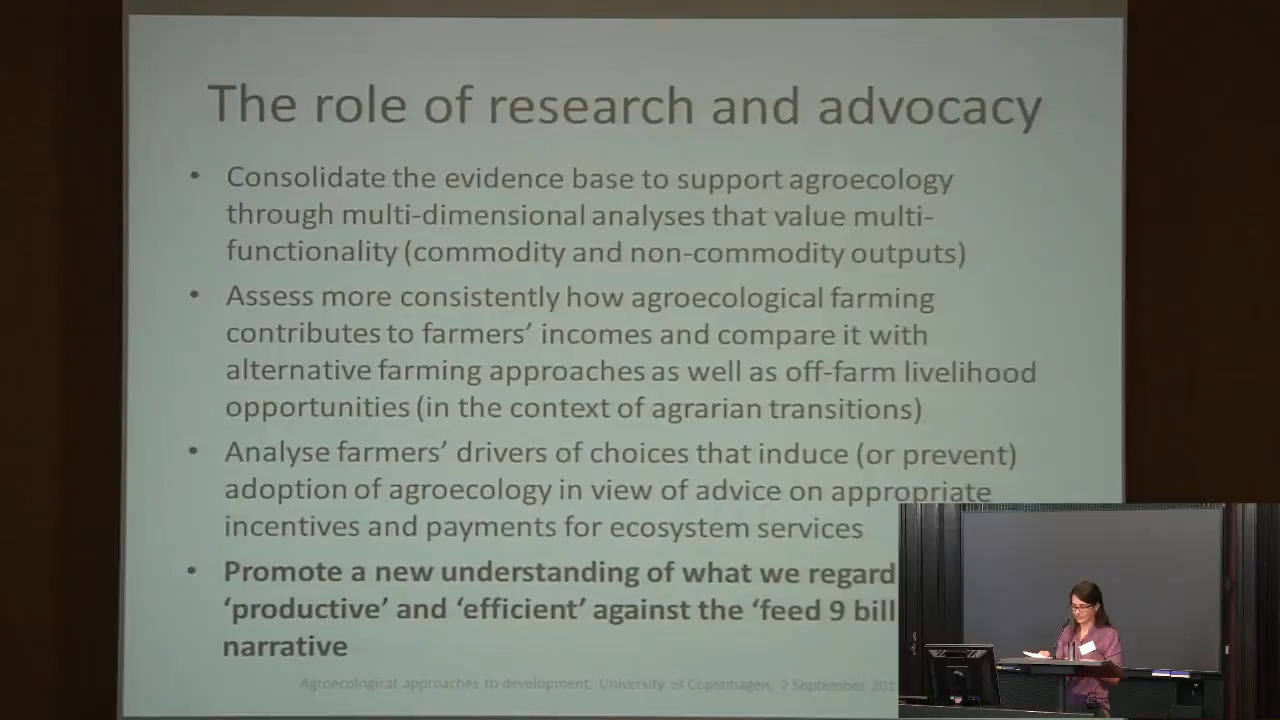 The role of research and advocacy
• Consolidate the evidence base to support agroecology
through multi-dimensional analyses that value multi-
functionality (commodity and non-commodity outputs)
• Assess more consistently how agroecological farming
contributes to farmers’ incomes and compare it with
alternative farming approaches as well as off-farm livelihood
opportunities (in the context of agrarian transitions)
• Analyse farmers’ drivers of choices that induce (or prevent)
adoption of agroecology in view of advice on appropriate
incentives and payments for ecosystem services
• Promote a new understanding of what we regard
‘productive’ and ‘efficient’ against the ‘feed 9 bill
narrative
Agroecological approaches to development, University of Copenhagen, 2 September 201